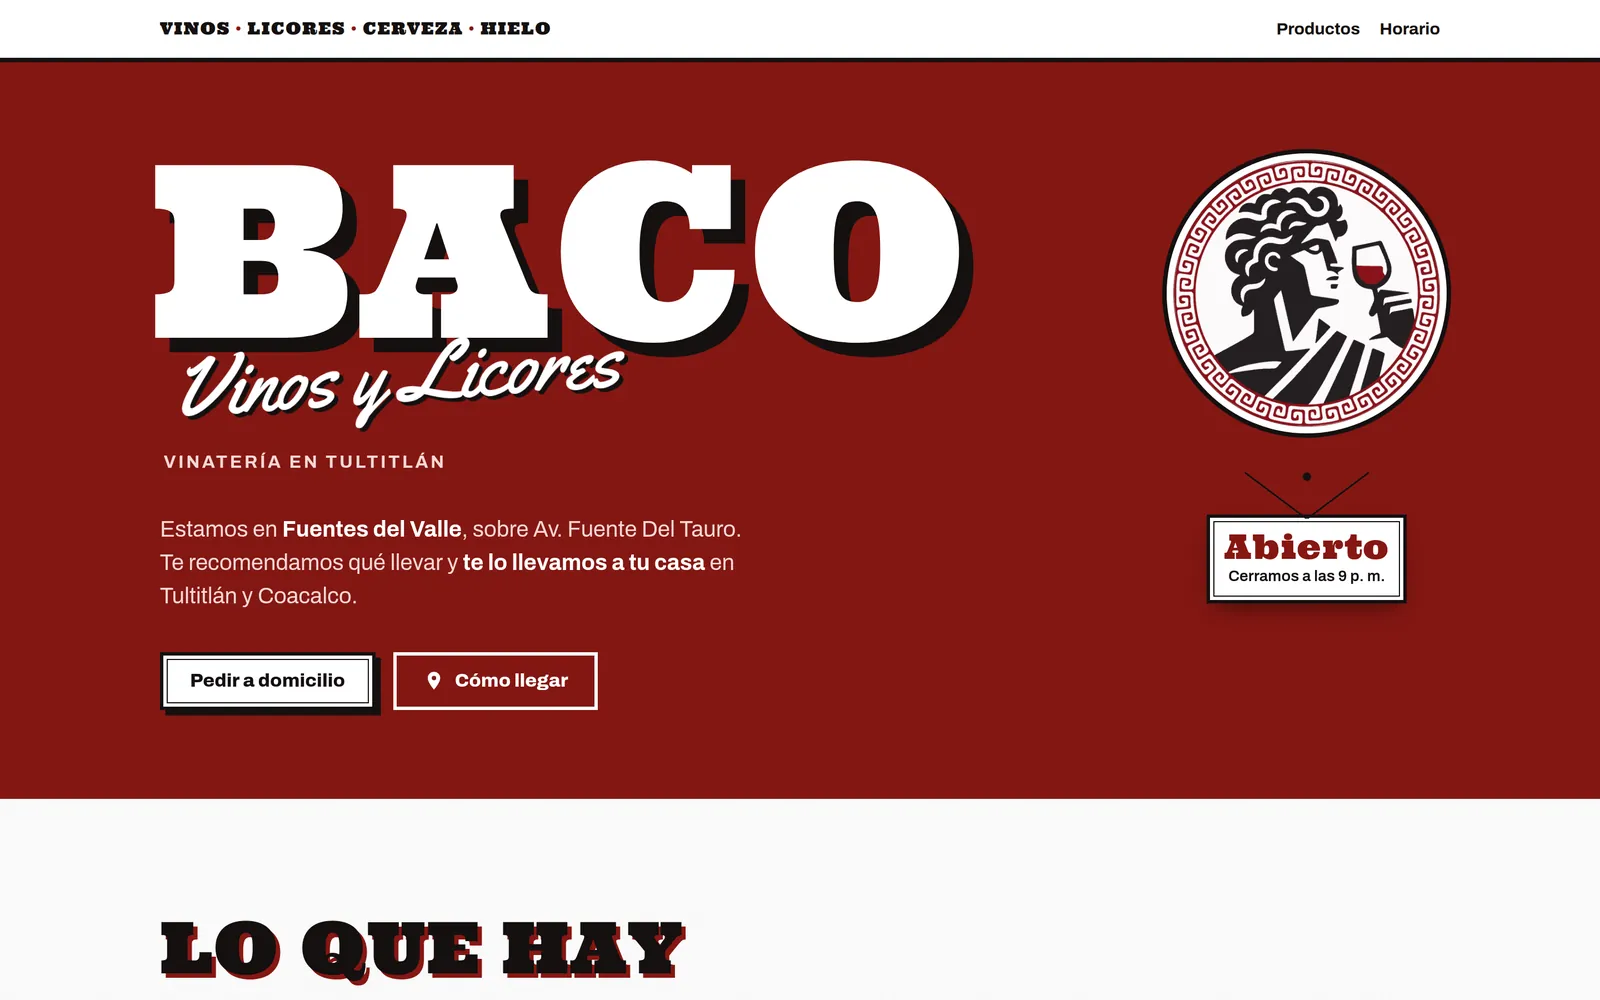 VINOS · LICORES · CERVEZA · HIELO
Productos
Horario
BACO
Vinos y Licores
VINATERÍA EN TULTITLÁN
Estamos en Fuentes del Valle, sobre Av. Fuente Del Tauro.
Te recomendamos qué llevar y te lo llevamos a tu casa en
Tultitlán y Coacalco.
Pedir a domicilio
Cómo llegar
Abierto
Cerramos a las 9 p. m.
LO QUE HAY